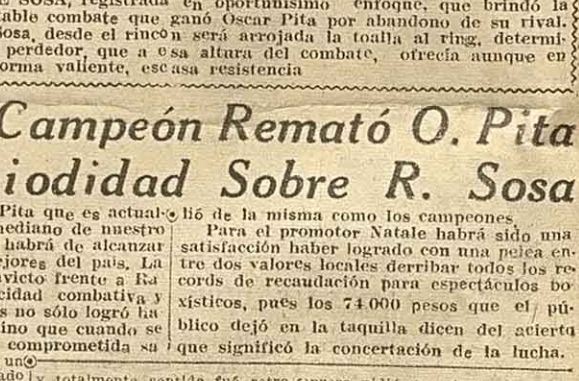 SOSA, registrada en oportunísimo enfoque, que brindó la
table combate que ganó Oscar Pita por abandono de su rival.
Sosa, desde el rincón será arrojada la toalla al ring, determi-
perdedor, que a esa altura del combate, ofrecía aunque en
orma valiente, escasa resistencia
Campeón Remató O. Pita
iodidad Sobre R. Sosa
Pita que es actual-
mediano de nuestro
habrá de alcanzar
ejores del país. La
victo frente a Ra
cidad combativa y
s no sólo logró ha
ino que cuando se
comprometida su
un
lió de la misma como los campeones
Para el promotor Natale habrá sido una
satisfacción haber logrado con una pelea en-
tre dos valores locales derribar todos los re
cords de recaudación para espectáculos bo
xísticos, pues los 74.000 pesos que el pú-
blico dejó en la taquilla dicen del acierto
que significó la concertación de la lucha.